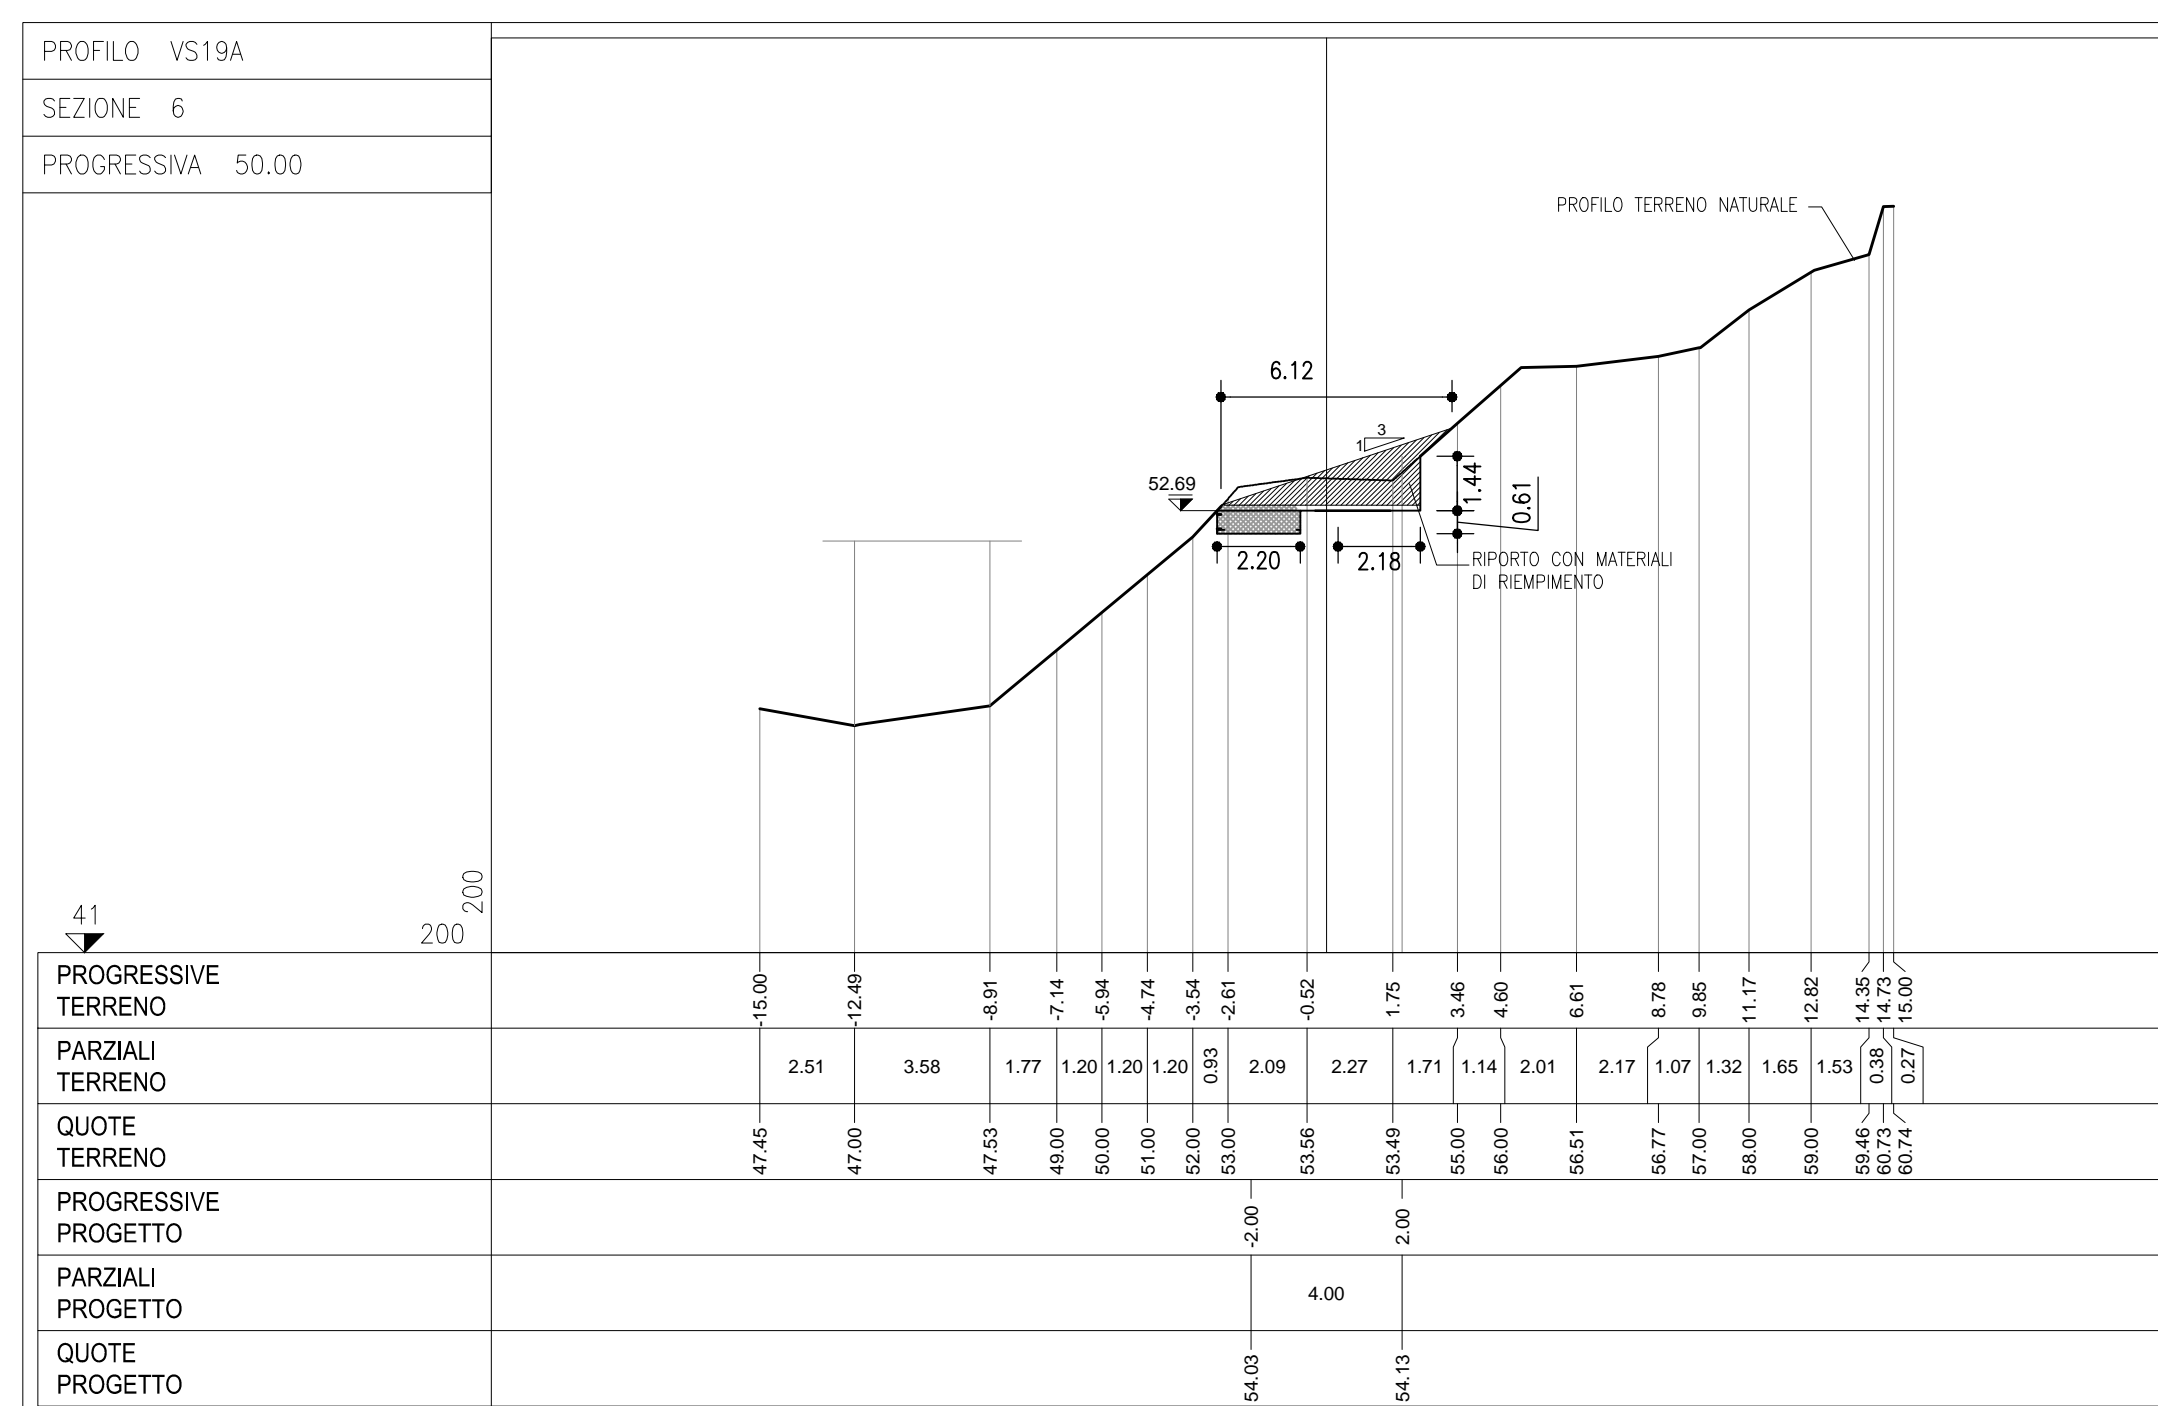 PROFILO VS19A
SEZIONE 6
PROGRESSIVA 50.00
PROFILO TERRENO NATURALE
6.12
3
1
52.69
1.44
0.61
2.20
2.18
RIPORTO CON MATERIALI
DI RIEMPIMENTO
200
41
200
PROGRESSIVE
TERRENO
-15.00 -12.49 -8.91 -7.14 -5.94 -4.74 -3.54 -2.61 -0.52 1.75 3.46 4.60 6.61 8.78 9.85 11.17 12.82 14.35 14.73 15.00
PARZIALI
TERRENO
2.51 3.58 1.77 1.20 1.20 1.20 0.93 2.09 2.27 1.71 1.14 2.01 2.17 1.07 1.32 1.65 1.53 0.38 0.27
QUOTE
TERRENO
47.45 47.00 47.53 49.00 50.00 51.00 52.00 53.00 53.56 53.49 55.00 56.00 56.51 56.77 57.00 58.00 59.00 59.46 60.73 60.74
PROGRESSIVE
PROGETTO
-2.00 2.00
PARZIALI
PROGETTO
4.00
QUOTE
PROGETTO
54.03 54.13